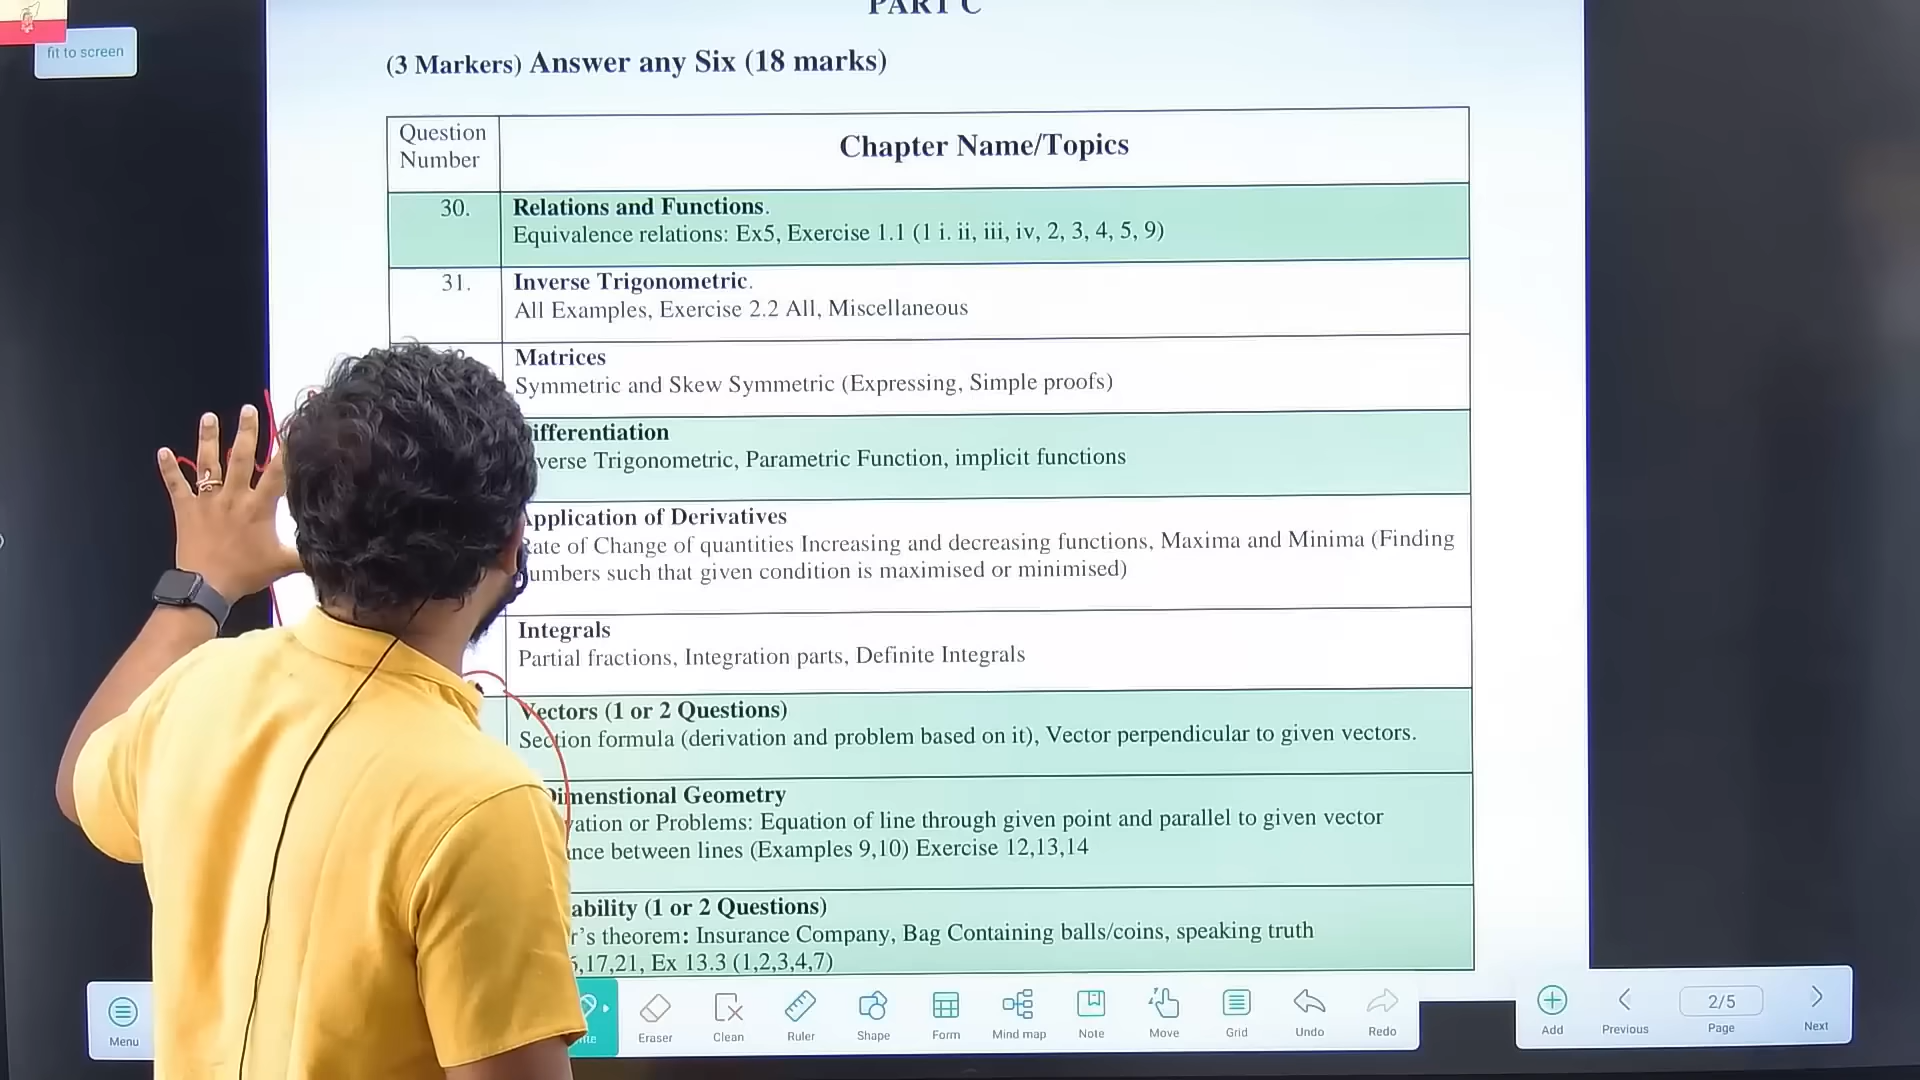 PART C
fit to screen
(3 Markers) Answer any Six (18 marks)
Question Number
Chapter Name/Topics
30.
Relations and Functions.
Equivalence relations: Ex5, Exercise 1.1 (1 i. ii, iii, iv, 2, 3, 4, 5, 9)
31.
Inverse Trigonometric.
All Examples, Exercise 2.2 All, Miscellaneous
Matrices
Symmetric and Skew Symmetric (Expressing, Simple proofs)
ifferentiation
verse Trigonometric, Parametric Function, implicit functions
pplication of Derivatives
ate of Change of quantities Increasing and decreasing functions, Maxima and Minima (Finding
umbers such that given condition is maximised or minimised)
Integrals
Partial fractions, Integration parts, Definite Integrals
Vectors (1 or 2 Questions)
Section formula (derivation and problem based on it), Vector perpendicular to given vectors.
Dimenstional Geometry
vation or Problems: Equation of line through given point and parallel to given vector
ance between lines (Examples 9,10) Exercise 12,13,14
ability (1 or 2 Questions)
r's theorem: Insurance Company, Bag Containing balls/coins, speaking truth
,17,21, Ex 13.3 (1,2,3,4,7)
Menu
Eraser
Clean
Ruler
Shape
Form
Mind map
Note
Move
Grid
Undo
Redo
Add
Previous
2/5
Page
Next